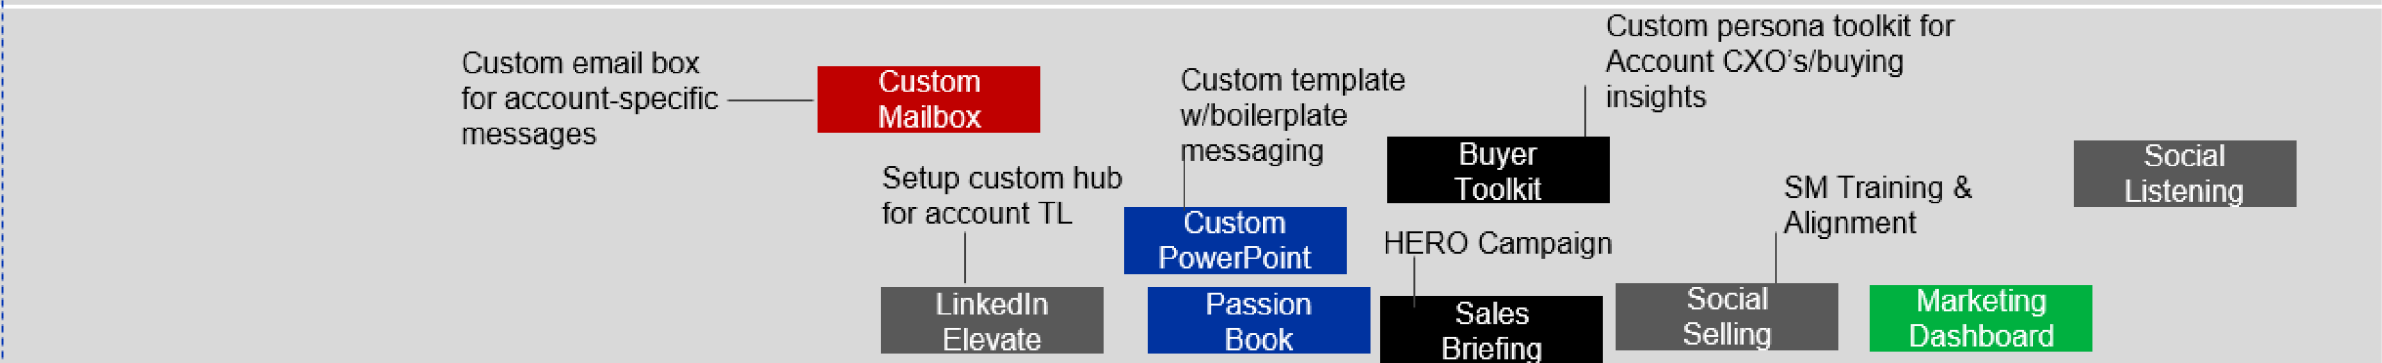 Custom email box
for account-specific
messages
Custom
Mailbox
Setup custom hub
for account TL
LinkedIn
Elevate
Custom template
w/boilerplate
messaging
Custom
PowerPoint
Passion
Book
Custom persona toolkit for
Account CXO's/buying
insights
Buyer
Toolkit
HERO Campaign
Sales
Briefing
SM Training &
Alignment
Social
Selling
Social
Listening
Marketing
Dashboard